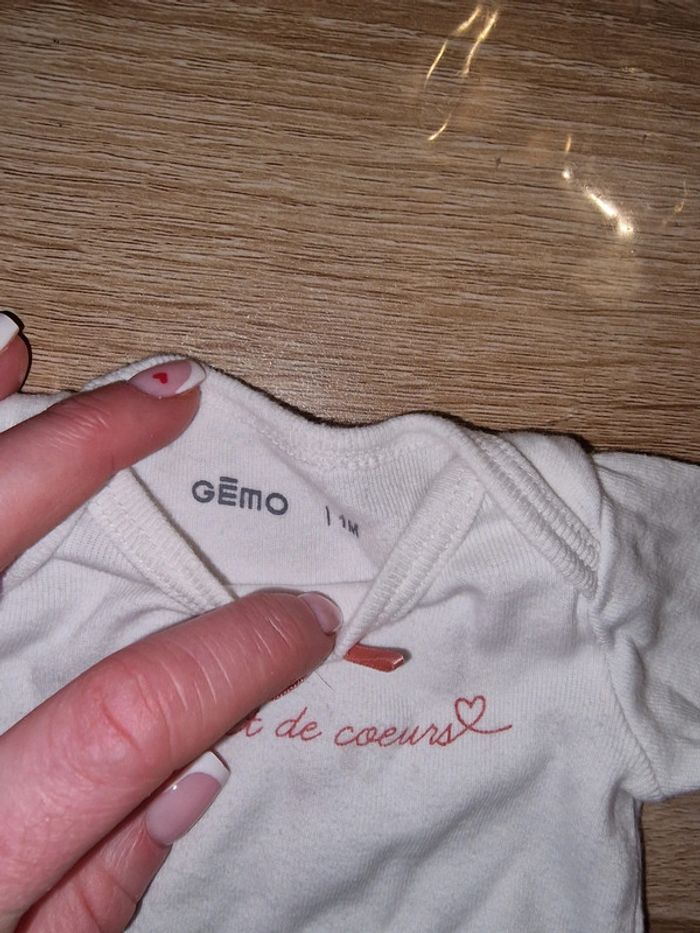 GĒMO | 1M
de coeurs